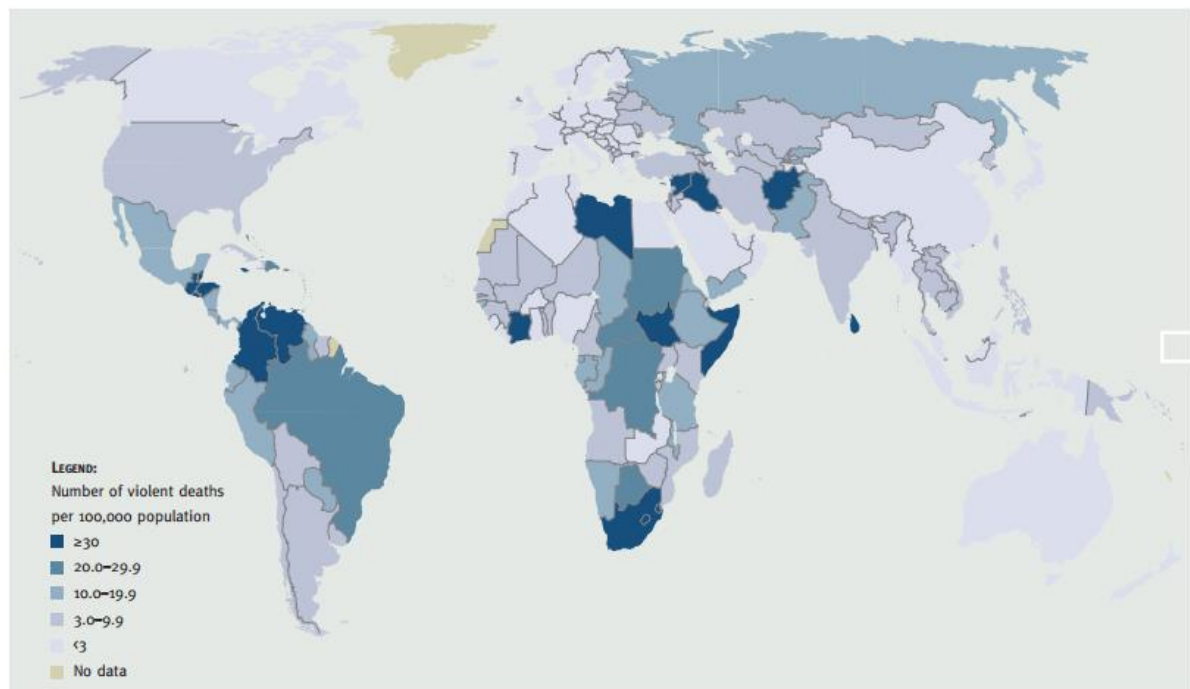 LEGEND:
Number of violent deaths
per 100,000 population
≥30
20.0–29.9
10.0–19.9
3.0–9.9
<3
No data